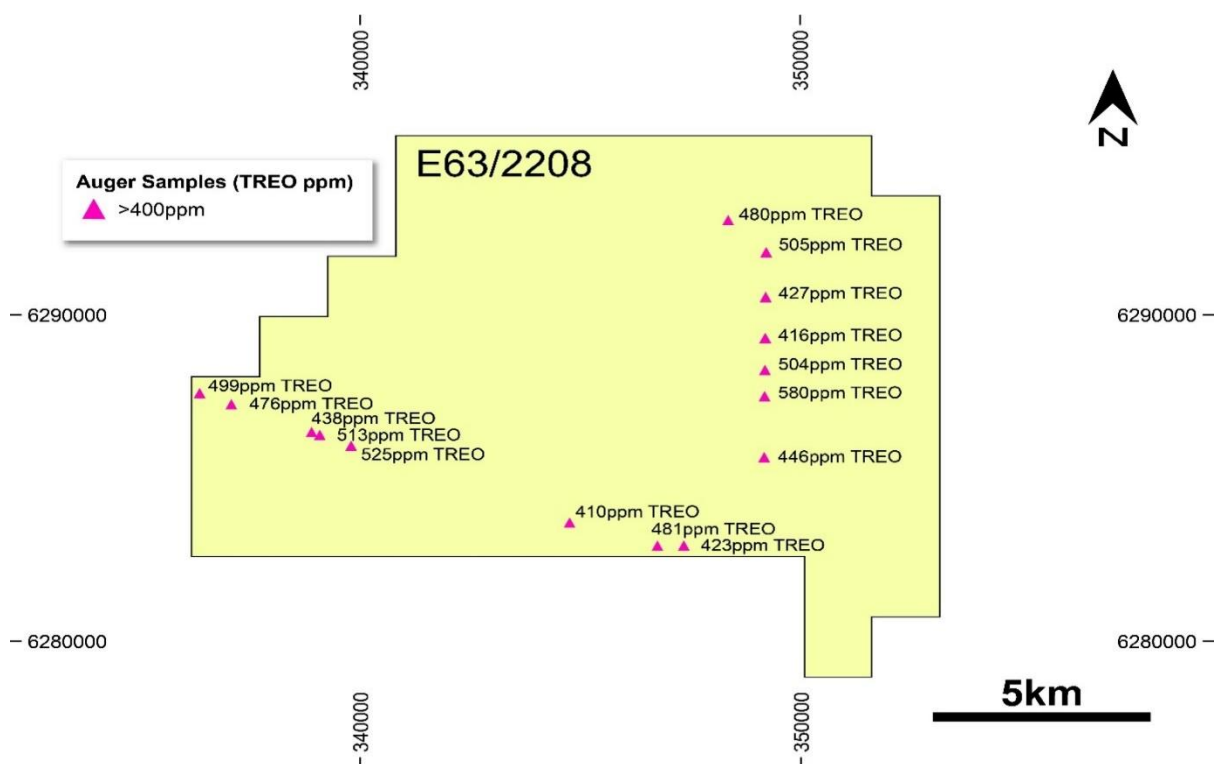 340000
350000
E63/2208
N
Auger Samples (TREO ppm)
>400ppm
480ppm TREO
505ppm TREO
427ppm TREO
6290000
6290000
416ppm TREO
504ppm TREO
499ppm TREO
580ppm TREO
476ppm TREO
438ppm TREO
513ppm TREO
525ppm TREO
446ppm TREO
410ppm TREO
481ppm TREO
423ppm TREO
6280000
6280000
5km
340000
350000